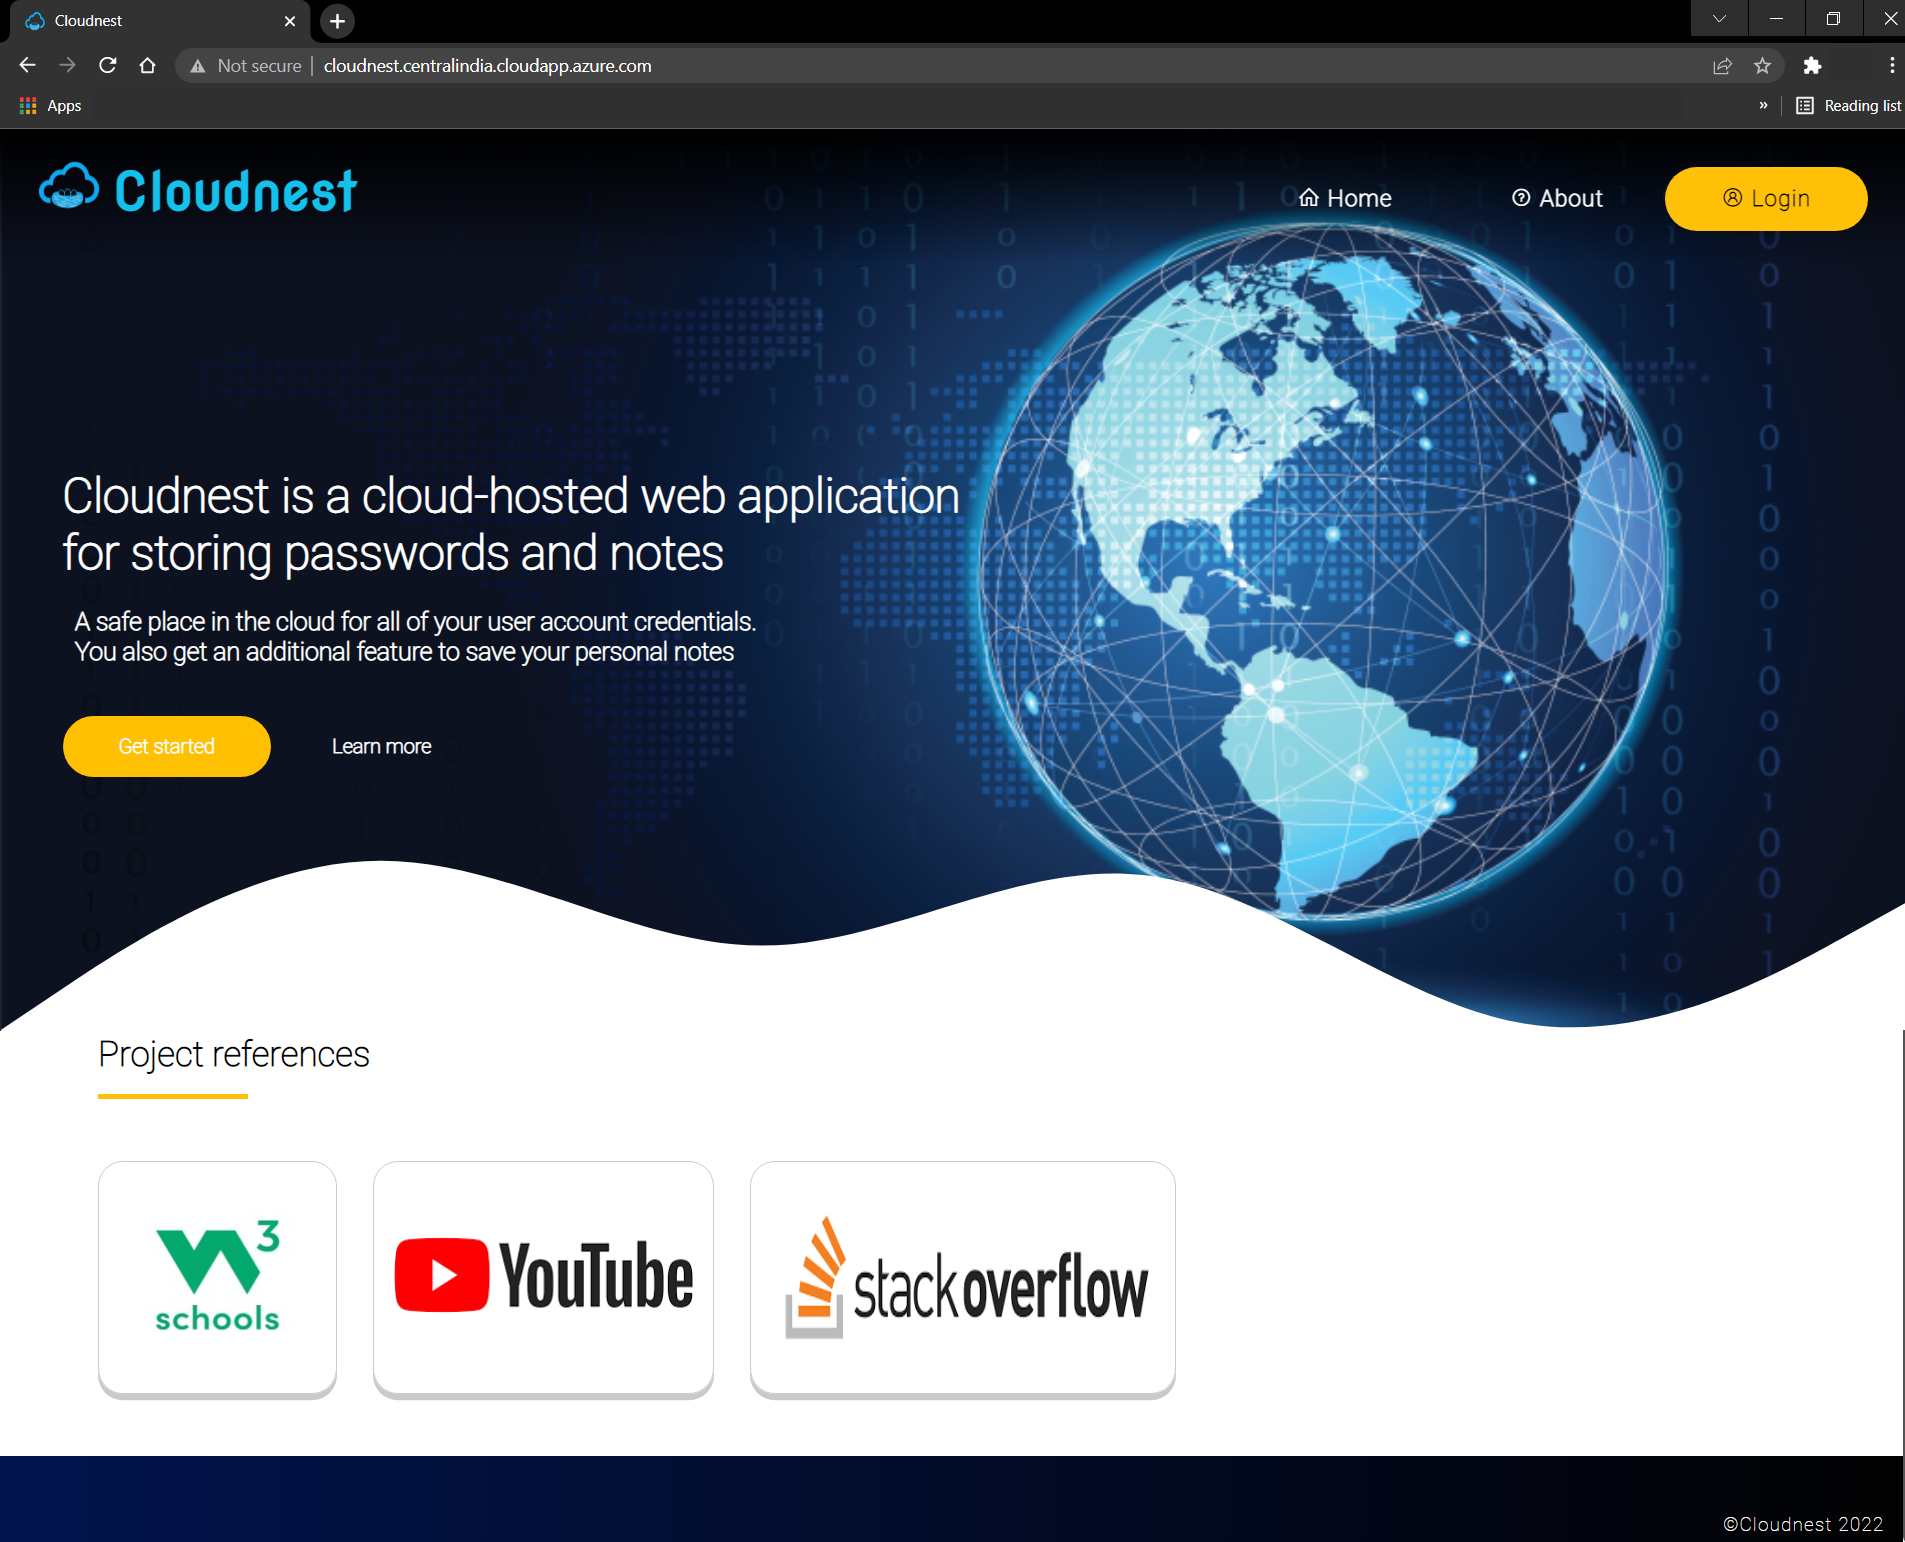 Cloudnest
Not secure
cloudnest.centralindia.cloudapp.azure.com
Apps
»
Reading list
Cloudnest
Home
About
Login
Cloudnest is a cloud-hosted web application
for storing passwords and notes
A safe place in the cloud for all of your user account credentials.
You also get an additional feature to save your personal notes
Get started
Learn more
Project references
W3
schools
YouTube
stackoverflow
©Cloudnest 2022